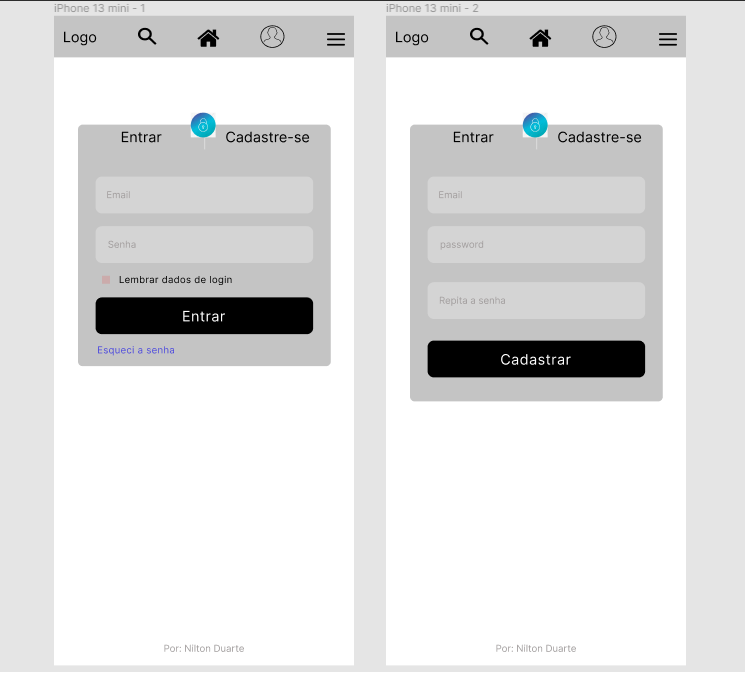 iPhone 13 mini - 1
Logo
Entrar
Cadastre-se
Email
Senha
Lembrar dados de login
Entrar
Esqueci a senha
Por: Nilton Duarte
iPhone 13 mini - 2
Logo
Entrar
Cadastre-se
Email
password
Repita a senha
Cadastrar
Por: Nilton Duarte